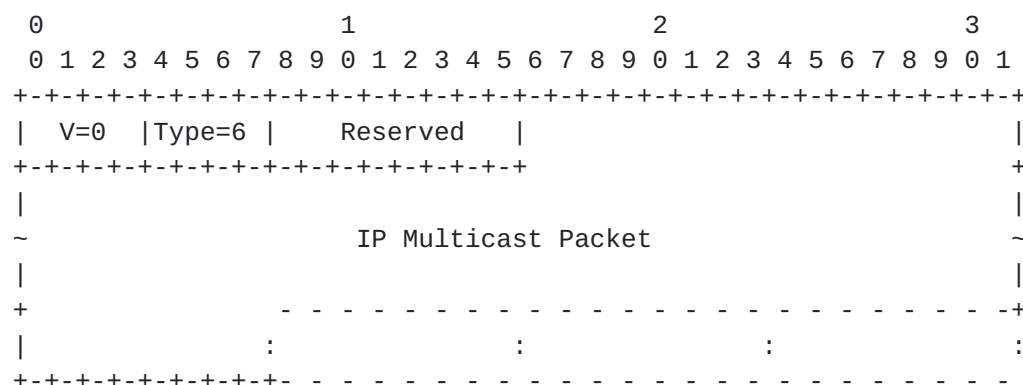 0                   1                   2                   3
 0 1 2 3 4 5 6 7 8 9 0 1 2 3 4 5 6 7 8 9 0 1 2 3 4 5 6 7 8 9 0 1
+-+-+-+-+-+-+-+-+-+-+-+-+-+-+-+-+-+-+-+-+-+-+-+-+-+-+-+-+-+-+-+-+
|  V=0  |Type=6 |    Reserved   |                               |
+-+-+-+-+-+-+-+-+-+-+-+-+-+-+-+-+                               +
|                                                               |
~                     IP Multicast Packet                       ~
|                                                               |
+                - - - - - - - - - - - - - - - - - - - - - - - -+
|               :               :               :               :
+-+-+-+-+-+-+-+-+- - - - - - - - - - - - - - - - - - - - - - - -